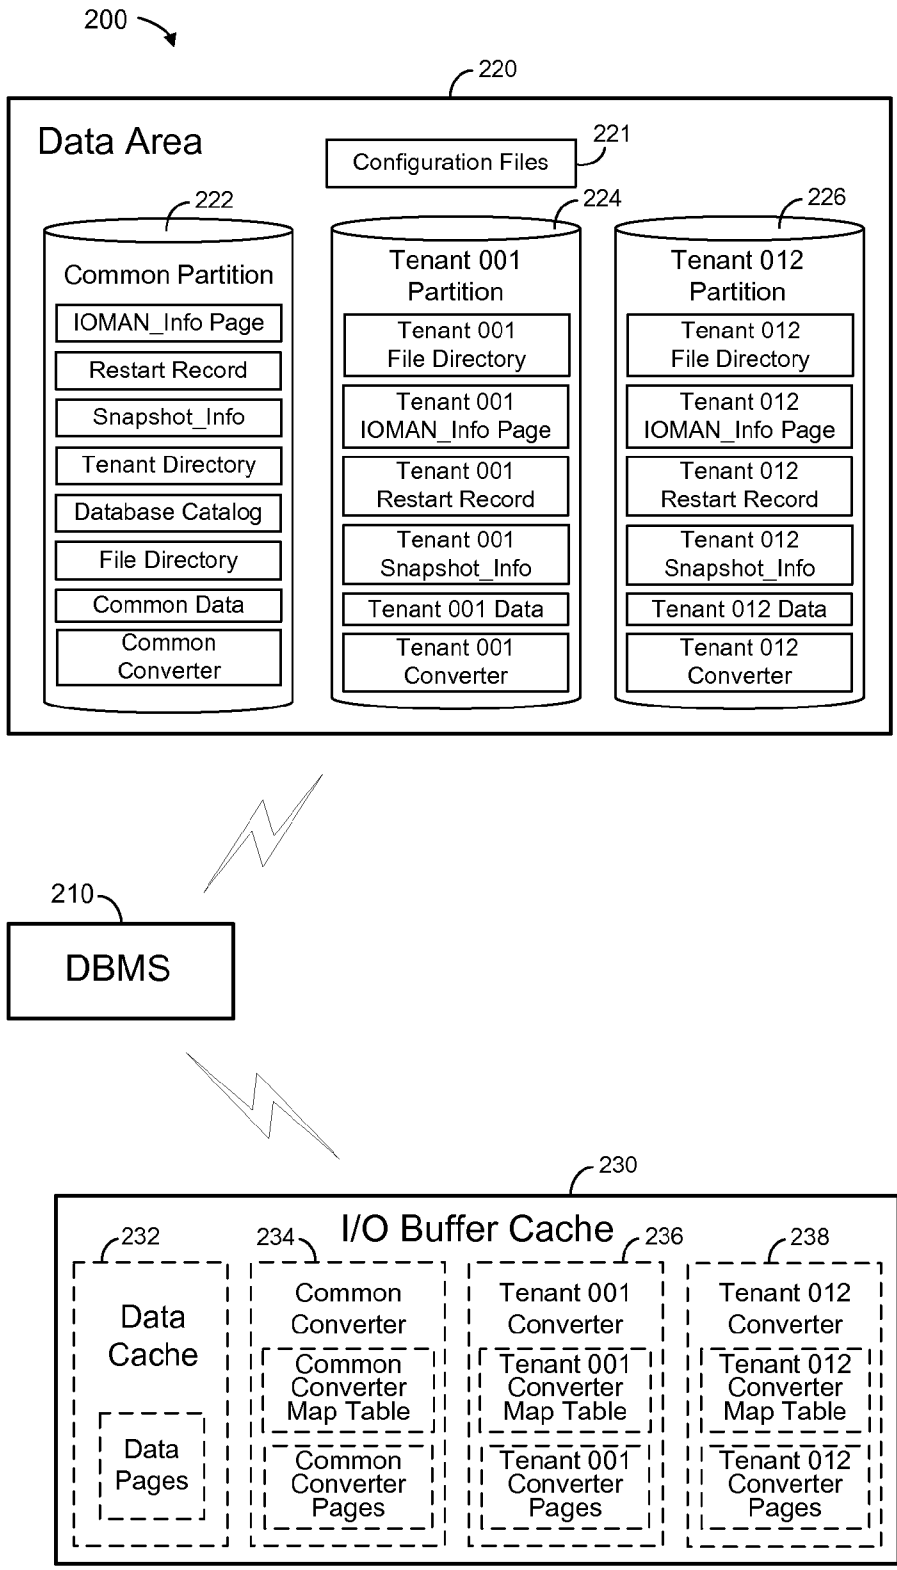 200
220
Data Area
221
Configuration Files
222
224
226
Common Partition
IOMAN_Info Page
Restart Record
Snapshot_Info
Tenant Directory
Database Catalog
File Directory
Common Data
Common
Converter
Tenant 001
Partition
Tenant 001
File Directory
Tenant 001
IOMAN_Info Page
Tenant 001
Restart Record
Tenant 001
Snapshot_Info
Tenant 001 Data
Tenant 001
Converter
Tenant 012
Partition
Tenant 012
File Directory
Tenant 012
IOMAN_Info Page
Tenant 012
Restart Record
Tenant 012
Snapshot_Info
Tenant 012 Data
Tenant 012
Converter
210
DBMS
230
I/O Buffer Cache
232
234
236
238
Data
Cache
Data
Pages
Common
Converter
Common
Converter
Map Table
Common
Converter
Pages
Tenant 001
Converter
Tenant 001
Converter
Map Table
Tenant 001
Converter
Pages
Tenant 012
Converter
Tenant 012
Converter
Map Table
Tenant 012
Converter
Pages